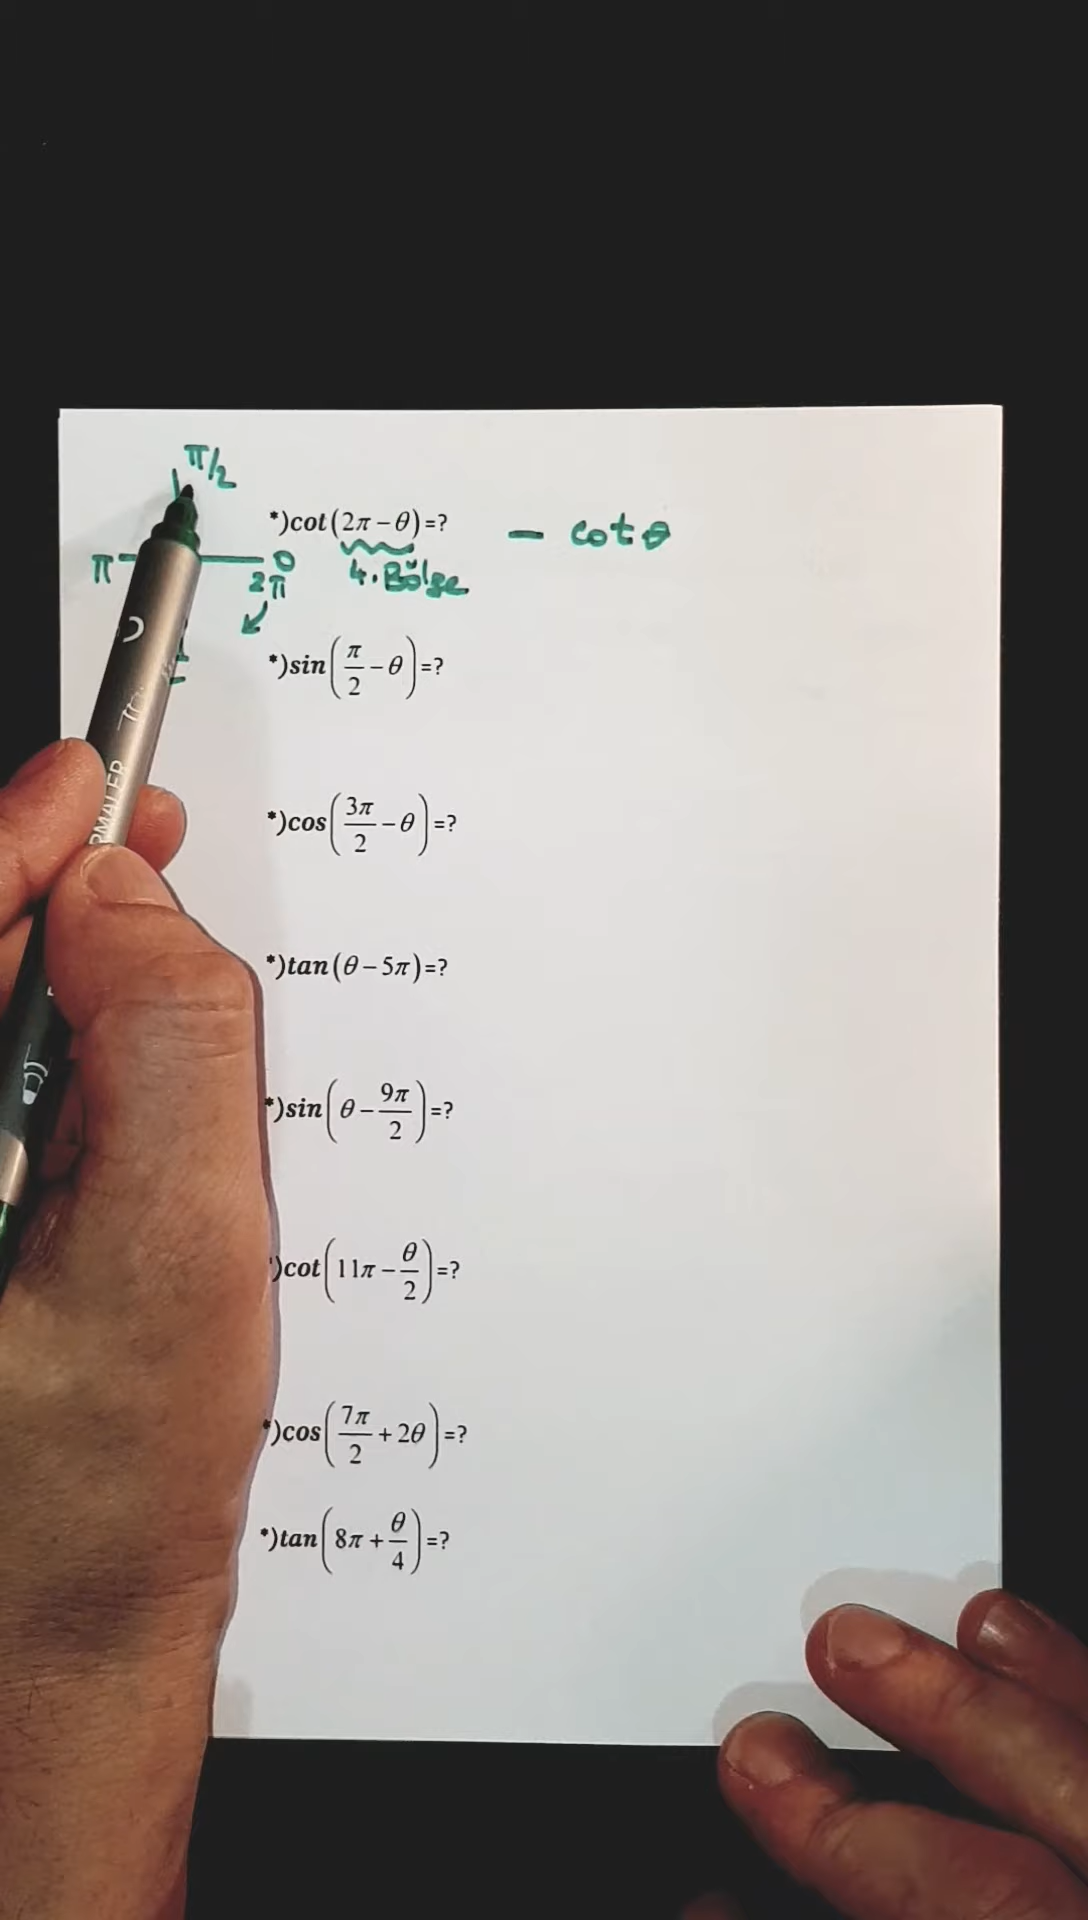 π/2
*)cot(2π−θ)=? − cot θ
π 0
2π 4.Bölge
*)sin(π/2−θ)=?
*)cos(3π/2−θ)=?
*)tan(θ−5π)=?
*)sin(θ−9π/2)=?
)cot(11π−θ/2)=?
*)cos(7π/2+2θ)=?
*)tan(8π+θ/4)=?